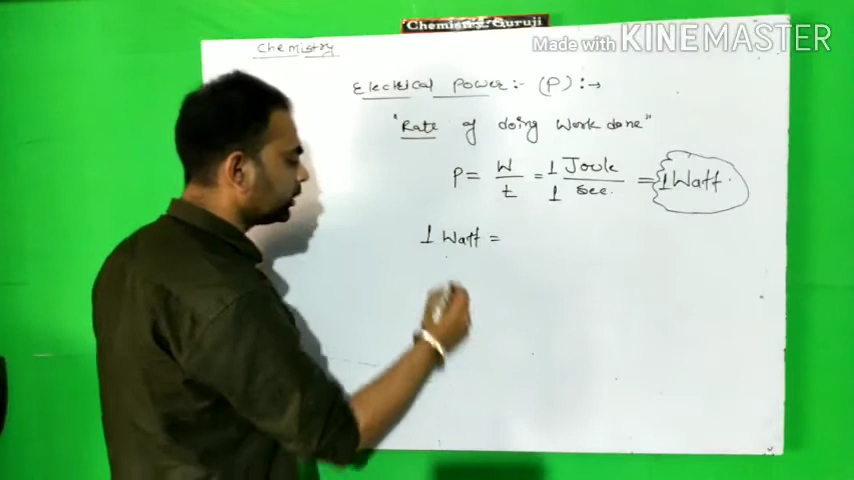 Chemistry Guruji
Made with KINEMASTER
Chemistry
Electrical Power :- (P) :→
"Rate of doing Work done"
P = W/t = 1 Joule/1 Sec. = 1 Watt.
1 Watt =